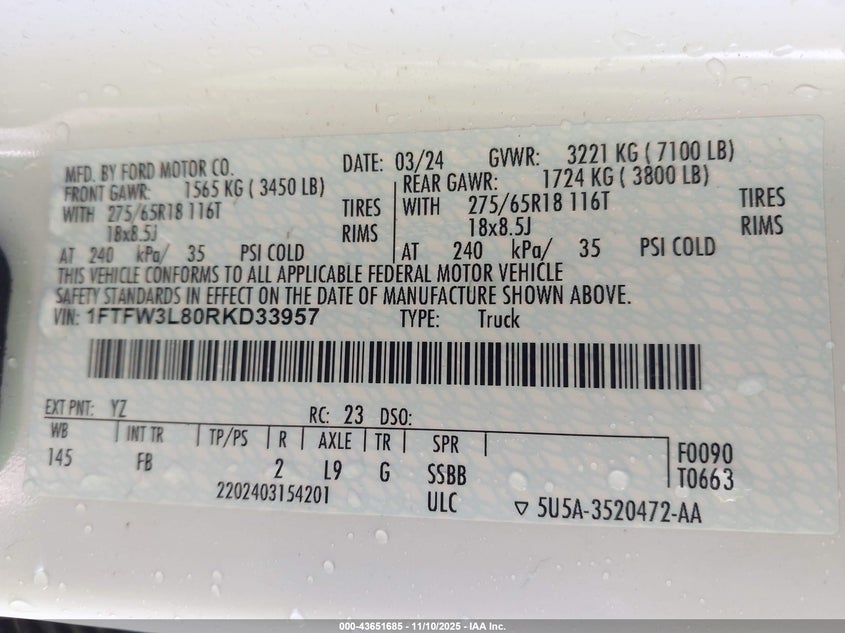 MFD. BY FORD MOTOR CO. DATE: 03/24 GVWR: 3221 KG ( 7100 LB)
FRONT GAWR: 1565 KG ( 3450 LB) REAR GAWR: 1724 KG ( 3800 LB)
WITH 275/65R18 116T TIRES WITH 275/65R18 116T TIRES
18x8.5J RIMS 18x8.5J RIMS
AT 240 kPa/ 35 PSI COLD AT 240 kPa/ 35 PSI COLD
THIS VEHICLE CONFORMS TO ALL APPLICABLE FEDERAL MOTOR VEHICLE
SAFETY STANDARDS IN EFFECT ON THE DATE OF MANUFACTURE SHOWN ABOVE.
VIN: 1FTFW3L80RKD33957 TYPE: Truck
EXT PNT: YZ RC: 23 DSO:
WB INT TR TP/PS R AXLE TR SPR F0090
145 FB 2 L9 G SSBB T0663
2202403154201 ULC ▽ 5U5A-3520472-AA
000-43651685 - 11/10/2025 - IAA Inc.